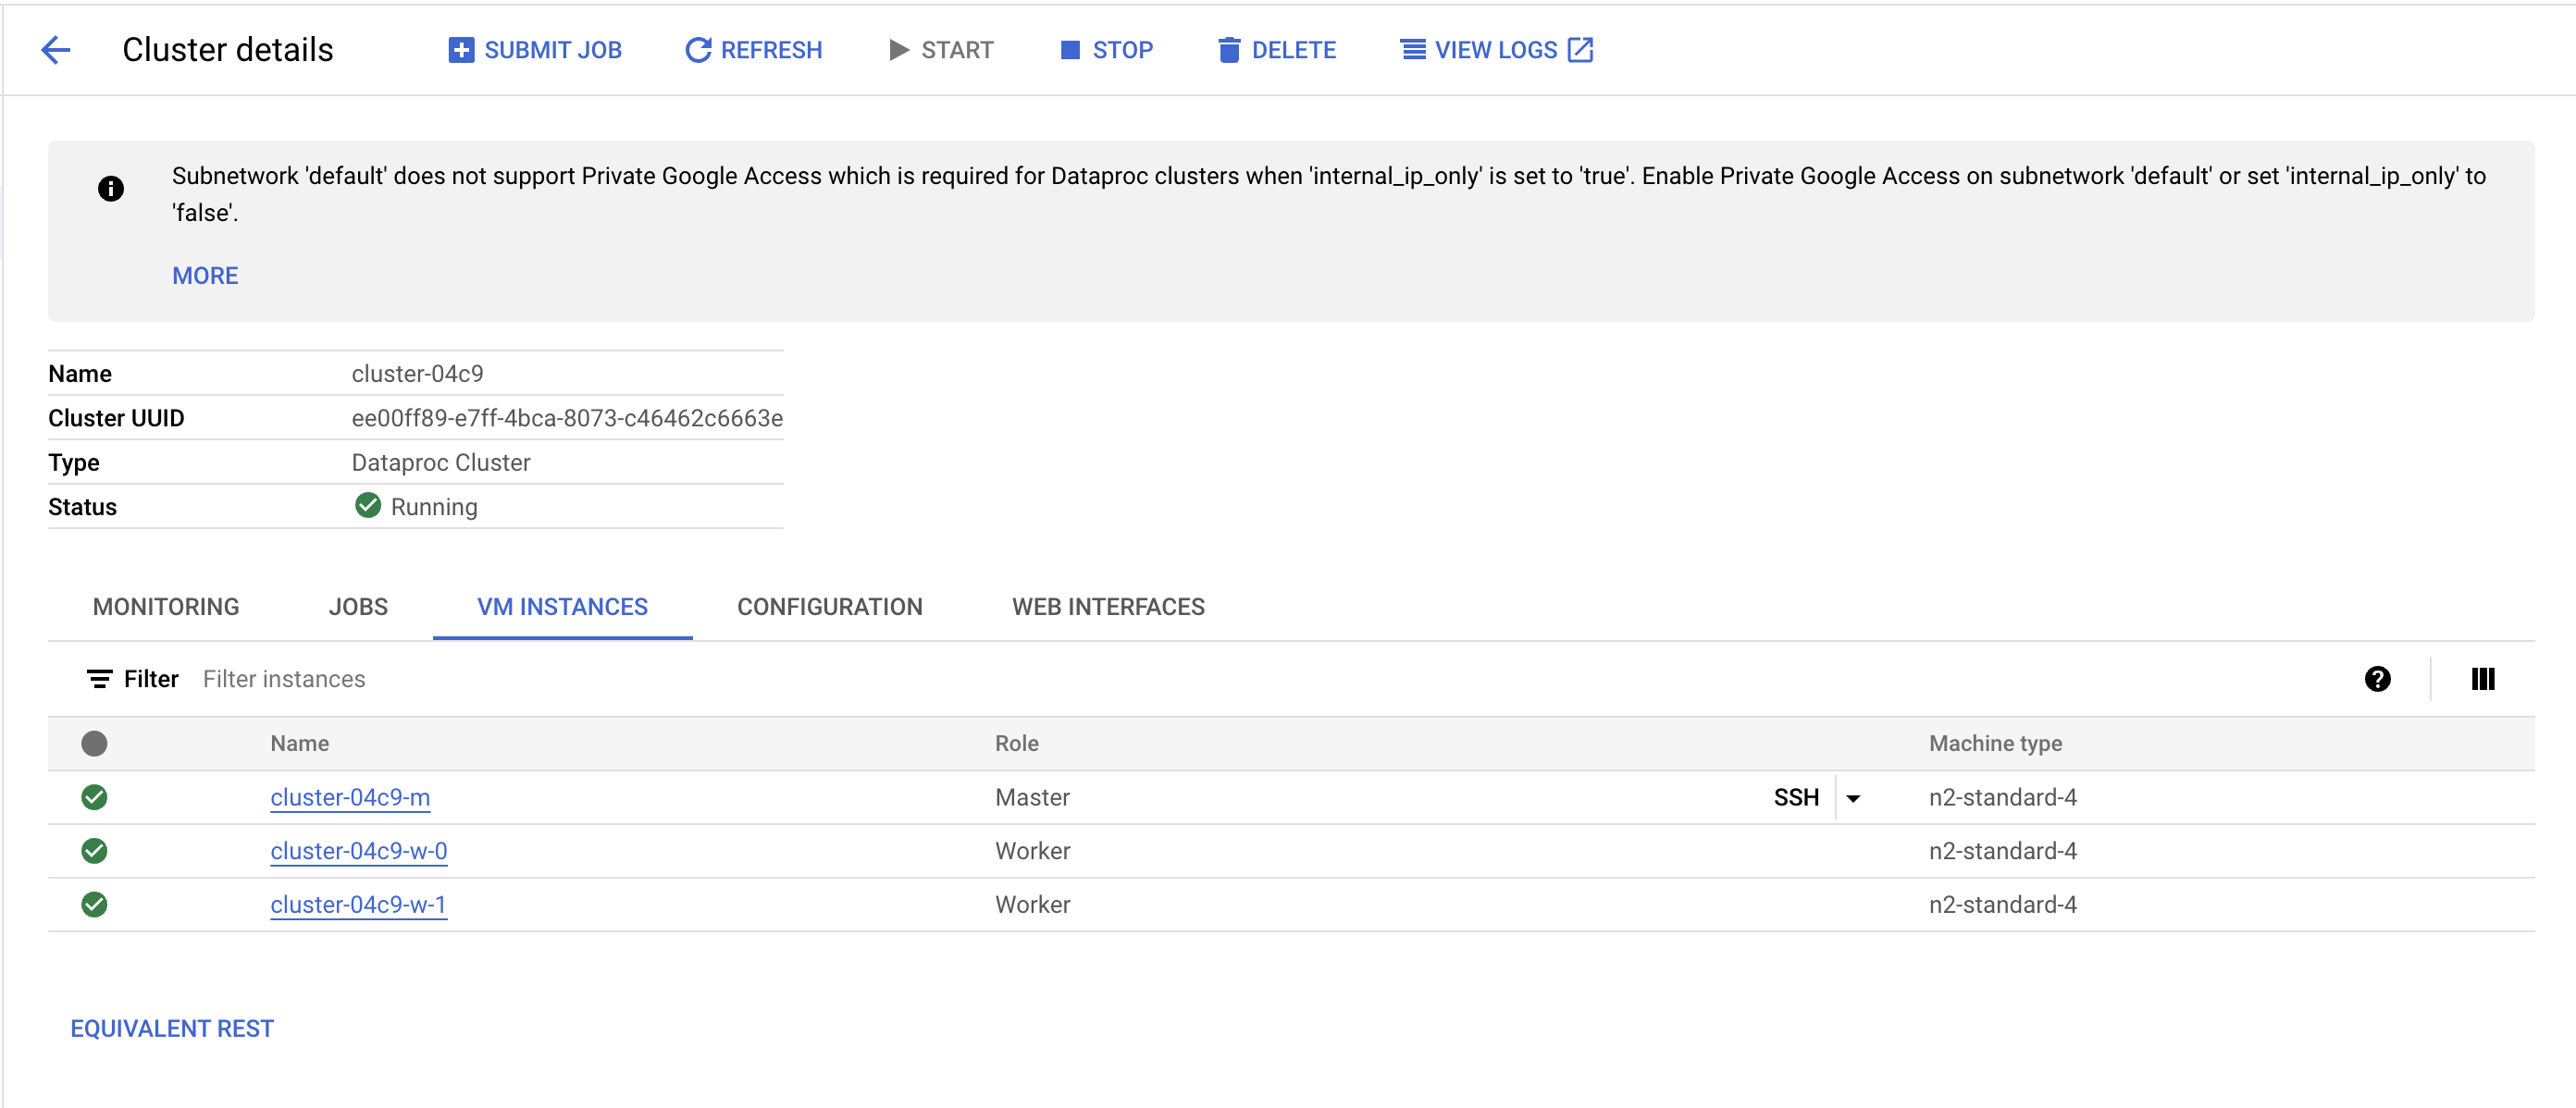 Cluster details SUBMIT JOB REFRESH START STOP DELETE VIEW LOGS
Subnetwork 'default' does not support Private Google Access which is required for Dataproc clusters when 'internal_ip_only' is set to 'true'. Enable Private Google Access on subnetwork 'default' or set 'internal_ip_only' to
'false'.
MORE
Name cluster-04c9
Cluster UUID ee00ff89-e7ff-4bca-8073-c46462c6663e
Type Dataproc Cluster
Status Running
MONITORING JOBS VM INSTANCES CONFIGURATION WEB INTERFACES
Filter Filter instances
Name Role Machine type
cluster-04c9-m Master SSH n2-standard-4
cluster-04c9-w-0 Worker n2-standard-4
cluster-04c9-w-1 Worker n2-standard-4
EQUIVALENT REST